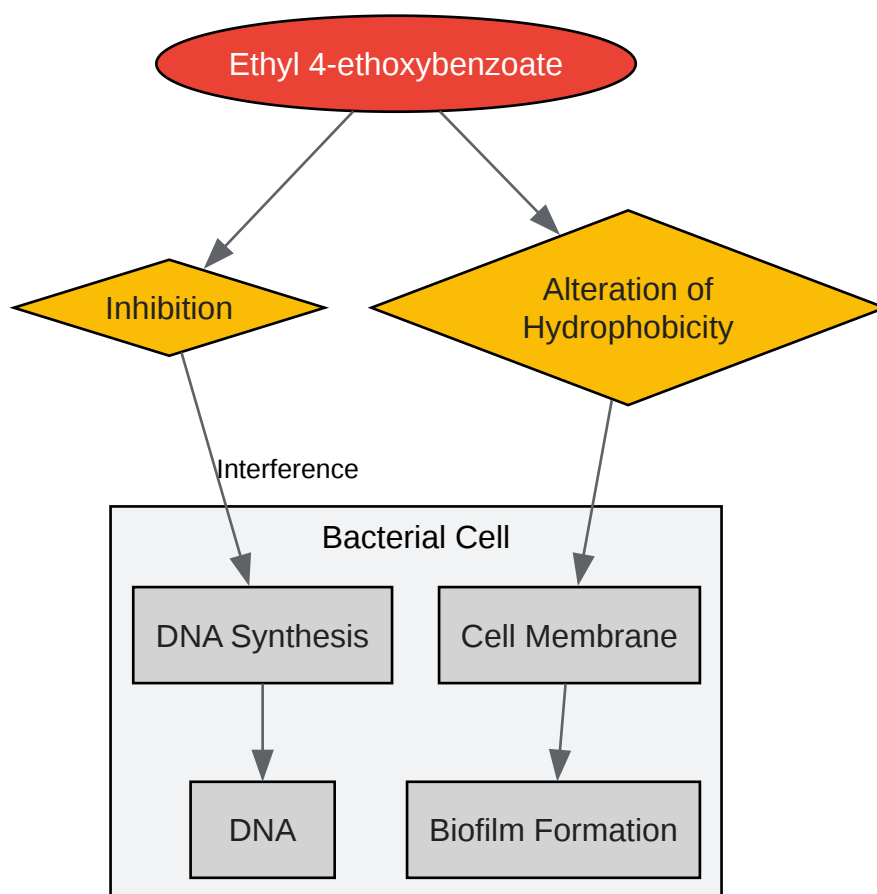 Ethyl 4-ethoxybenzoate
Inhibition
Alteration of
Hydrophobicity
Interference
Bacterial Cell
DNA Synthesis
Cell Membrane
DNA
Biofilm Formation